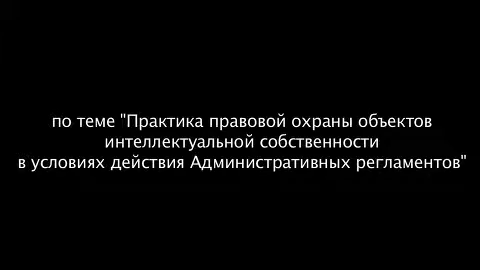 по теме "Практика правовой охраны объектов
интеллектуальной собственности
в условиях действия Административных регламентов"